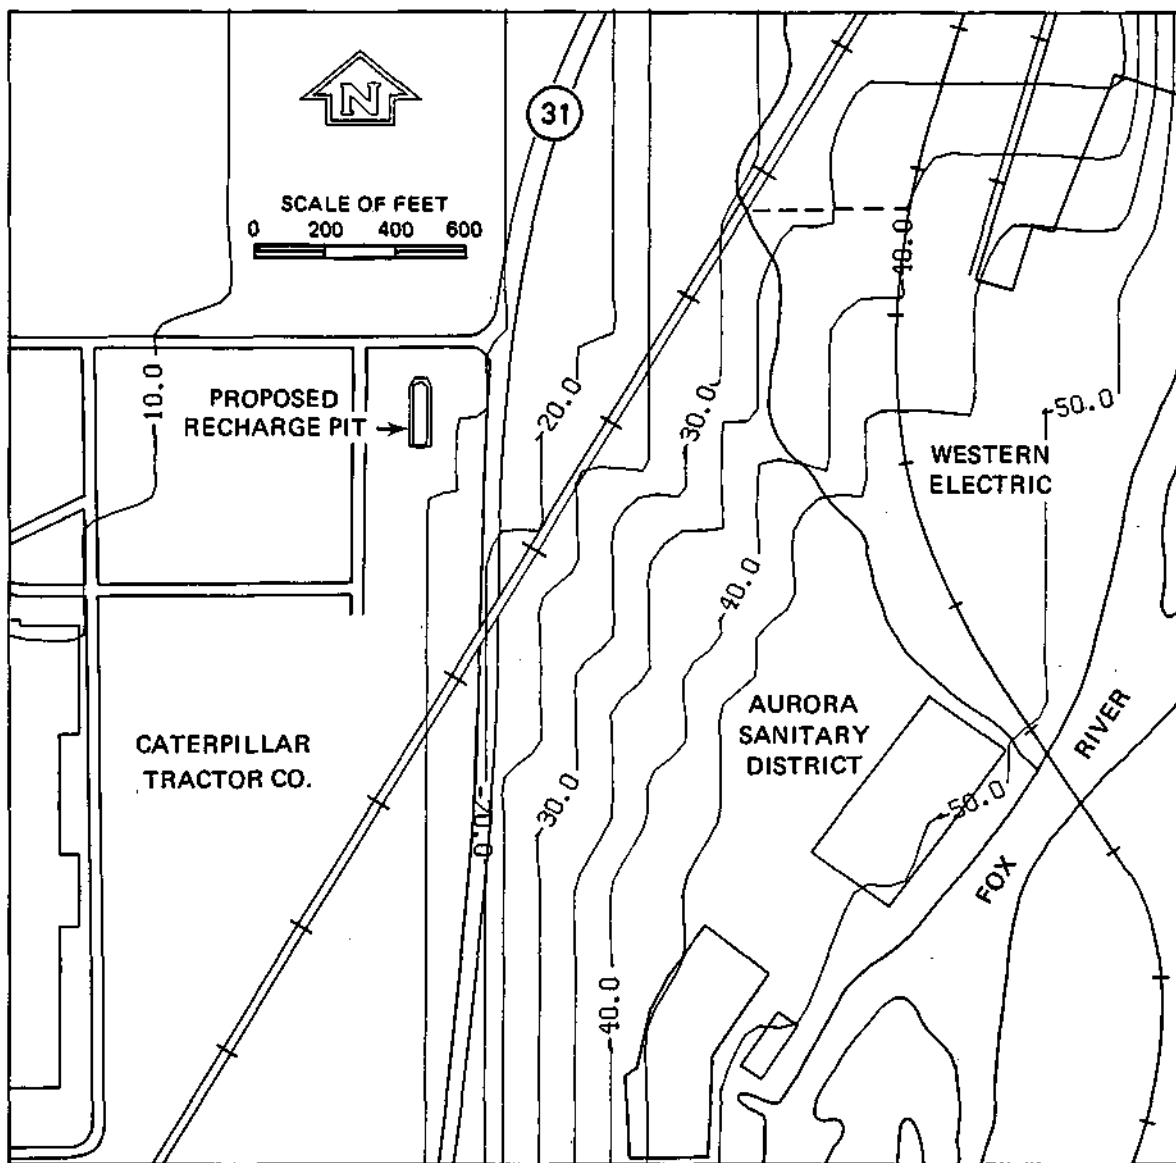 N
31
SCALE OF FEET
0 200 400 600
40.0
10.0
20.0
PROPOSED
RECHARGE PIT
30.0
50.0
WESTERN
ELECTRIC
40.0
AURORA
SANITARY
DISTRICT
RIVER
CATERPILLAR
TRACTOR CO.
20.0
30.0
50.0
FOX
40.0